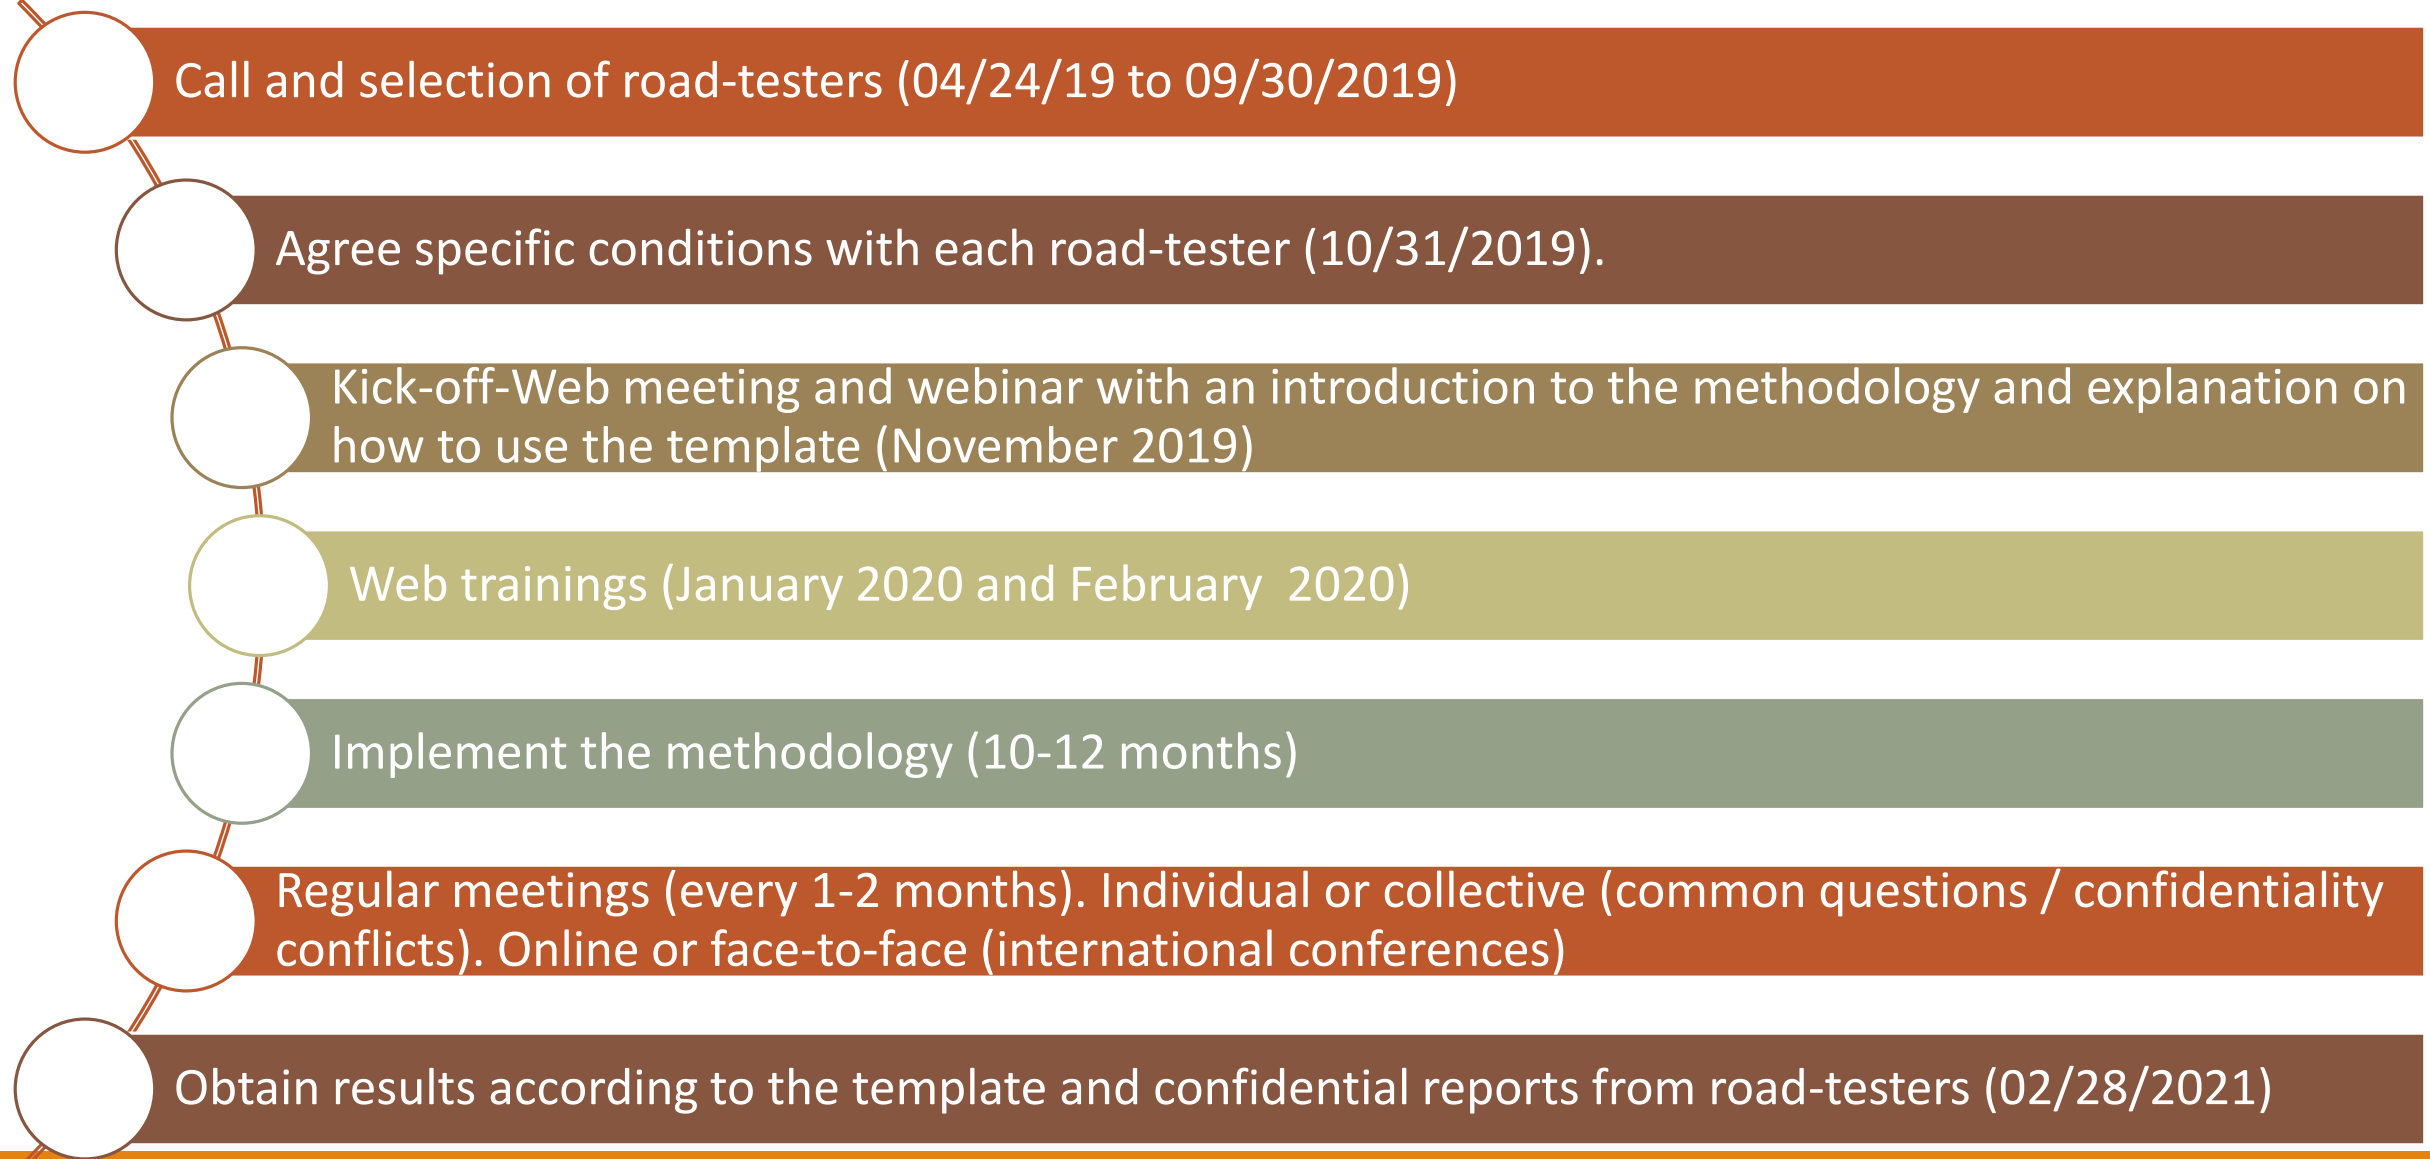 Call and selection of road-testers (04/24/19 to 09/30/2019)
Agree specific conditions with each road-tester (10/31/2019).
Kick-off-Web meeting and webinar with an introduction to the methodology and explanation on
how to use the template (November 2019)
Web trainings (January 2020 and February  2020)
Implement the methodology (10-12 months)
Regular meetings (every 1-2 months). Individual or collective (common questions / confidentiality
conflicts). Online or face-to-face (international conferences)
Obtain results according to the template and confidential reports from road-testers (02/28/2021)